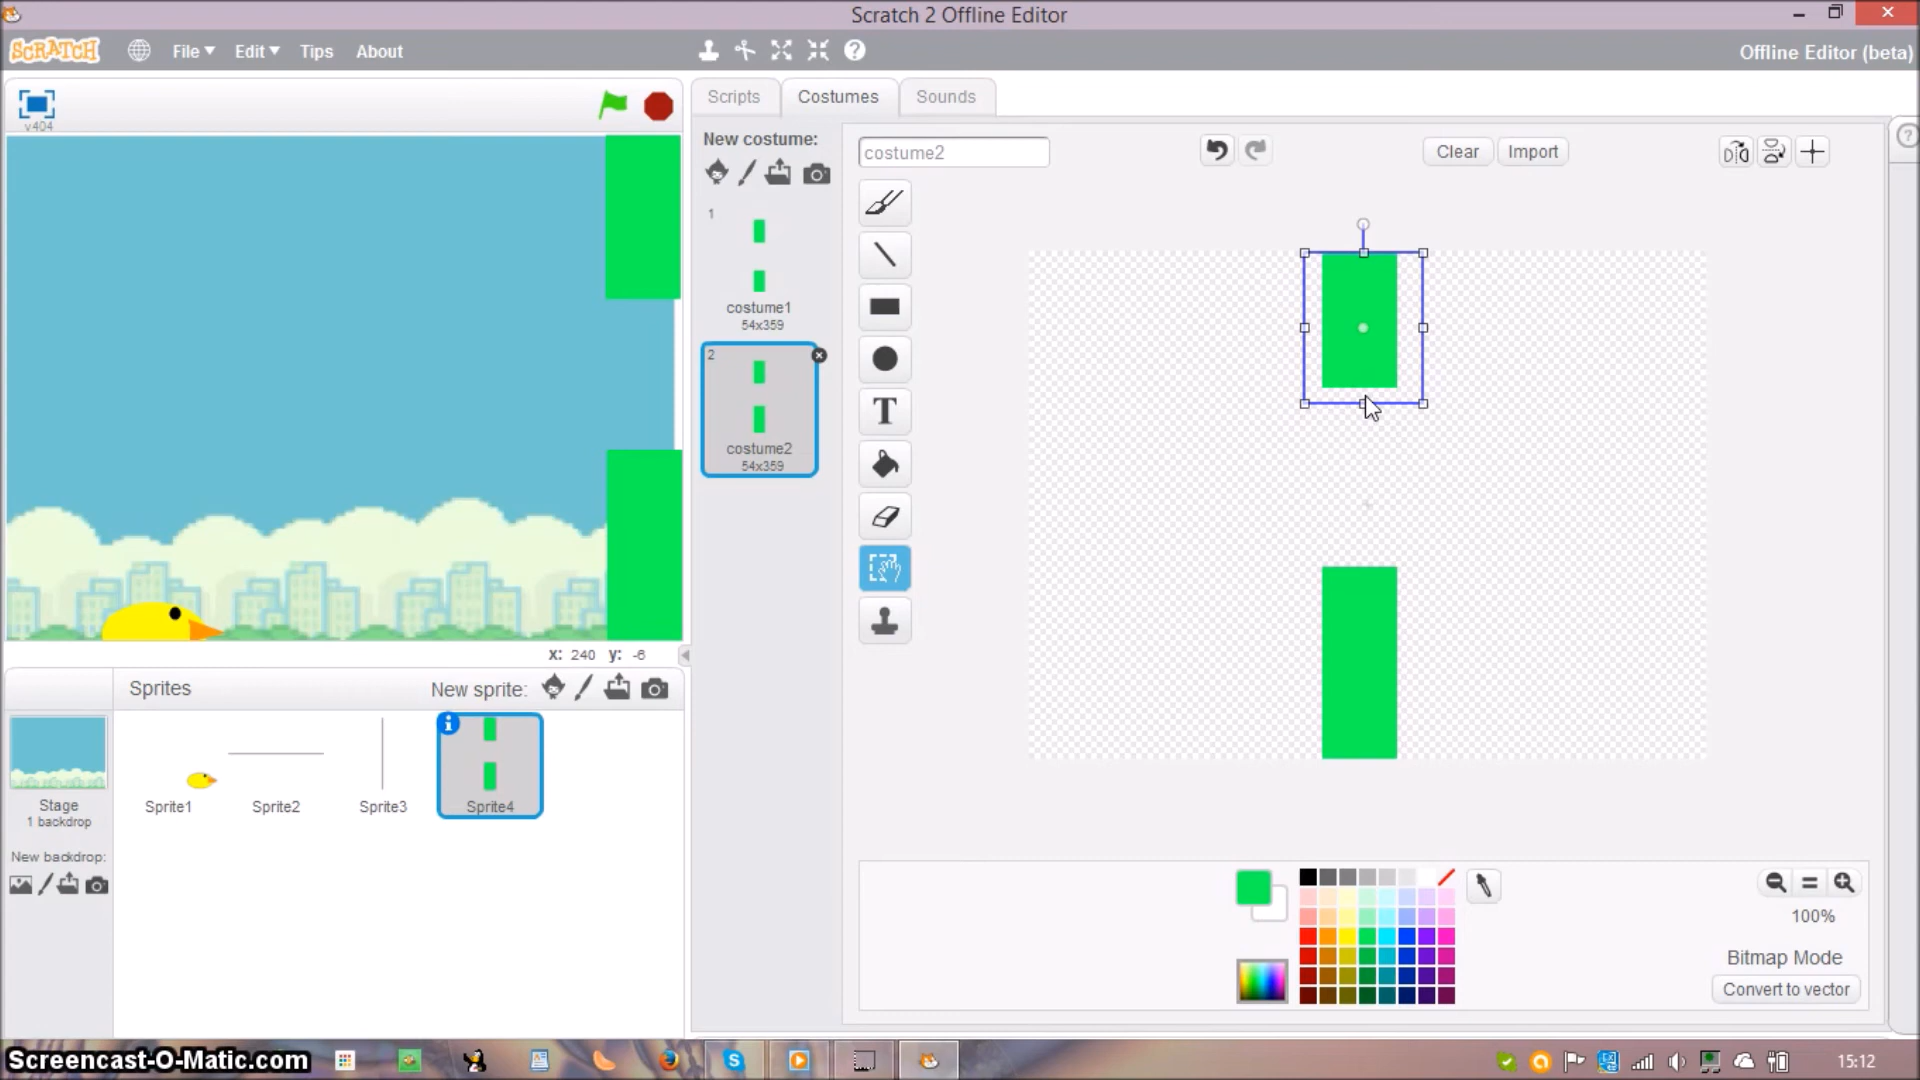 Scratch 2 Offline Editor
SCRATCH
File
Edit
Tips
About
Offline Editor (beta)
v404
Scripts
Costumes
Sounds
New costume:
costume2
Clear
Import
1
costume1
54x359
2
costume2
54x359
T
x: 240 y: -6
Sprites
New sprite:
Stage
1 backdrop
New backdrop:
Sprite1
Sprite2
Sprite3
Sprite4
100%
Bitmap Mode
Convert to vector
Screencast-O-Matic.com
15:12